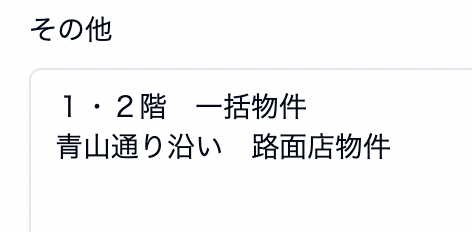 その他
１・２階　一括物件
青山通り沿い　路面店物件